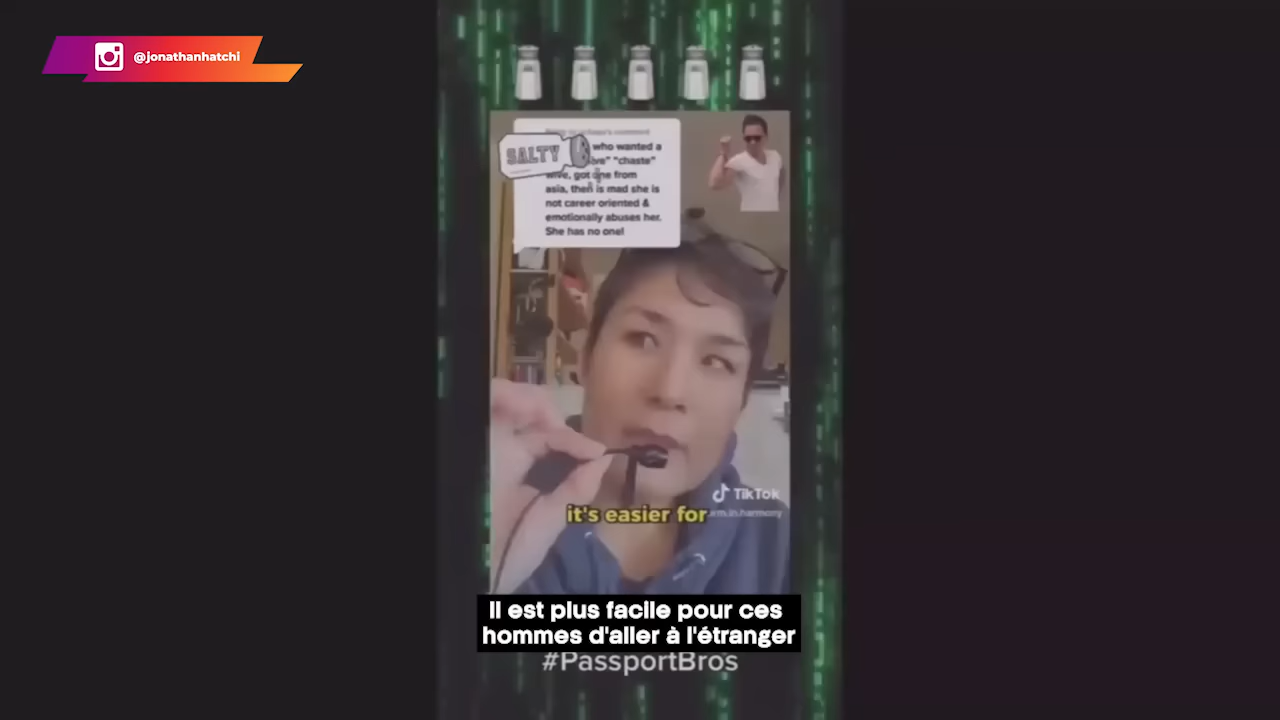 @jonathanhatchi
SALTY
who wanted a
"chaste"
wife, got one from
asia, then is mad she is
not career oriented &
emotionally abuses her.
She has no one!
TikTok
it's easier for
Il est plus facile pour ces
hommes d'aller à l'étranger
#PassportBros